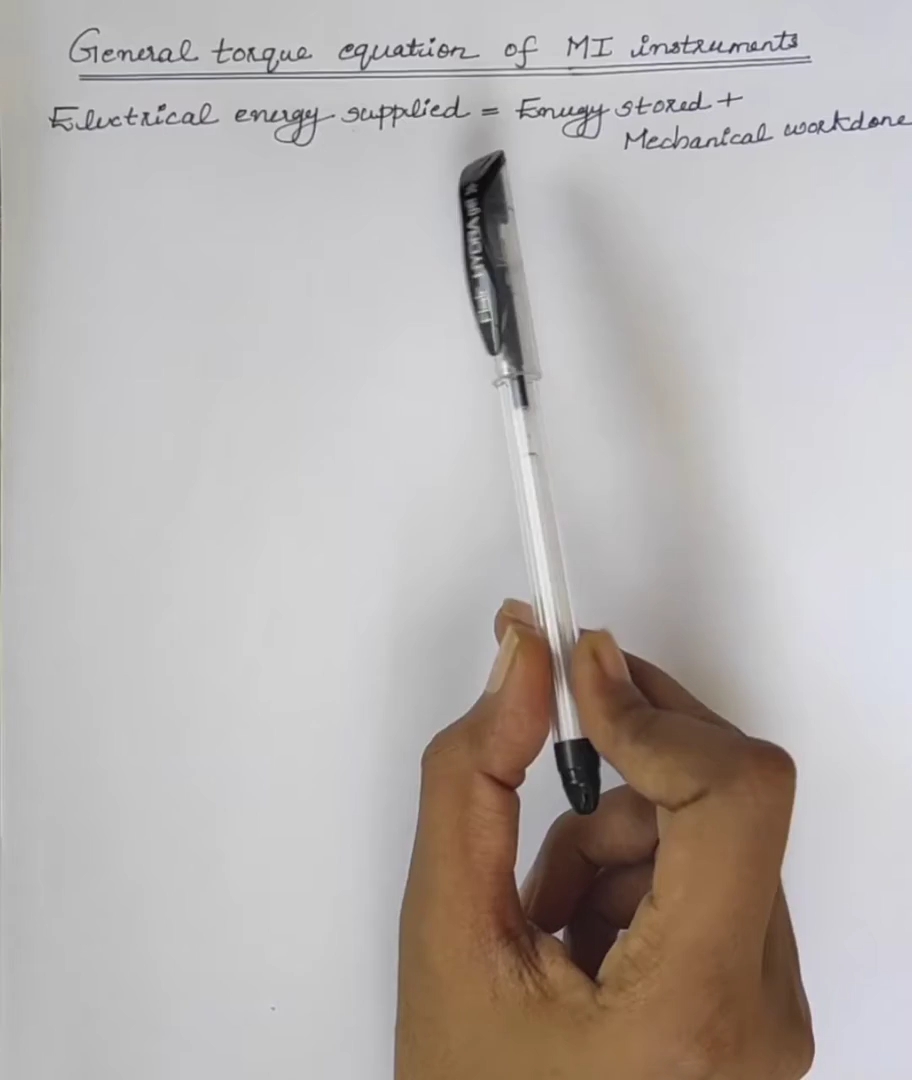 General torque equation of MI instruments
Electrical energy supplied = Energy stored +
Mechanical workdone